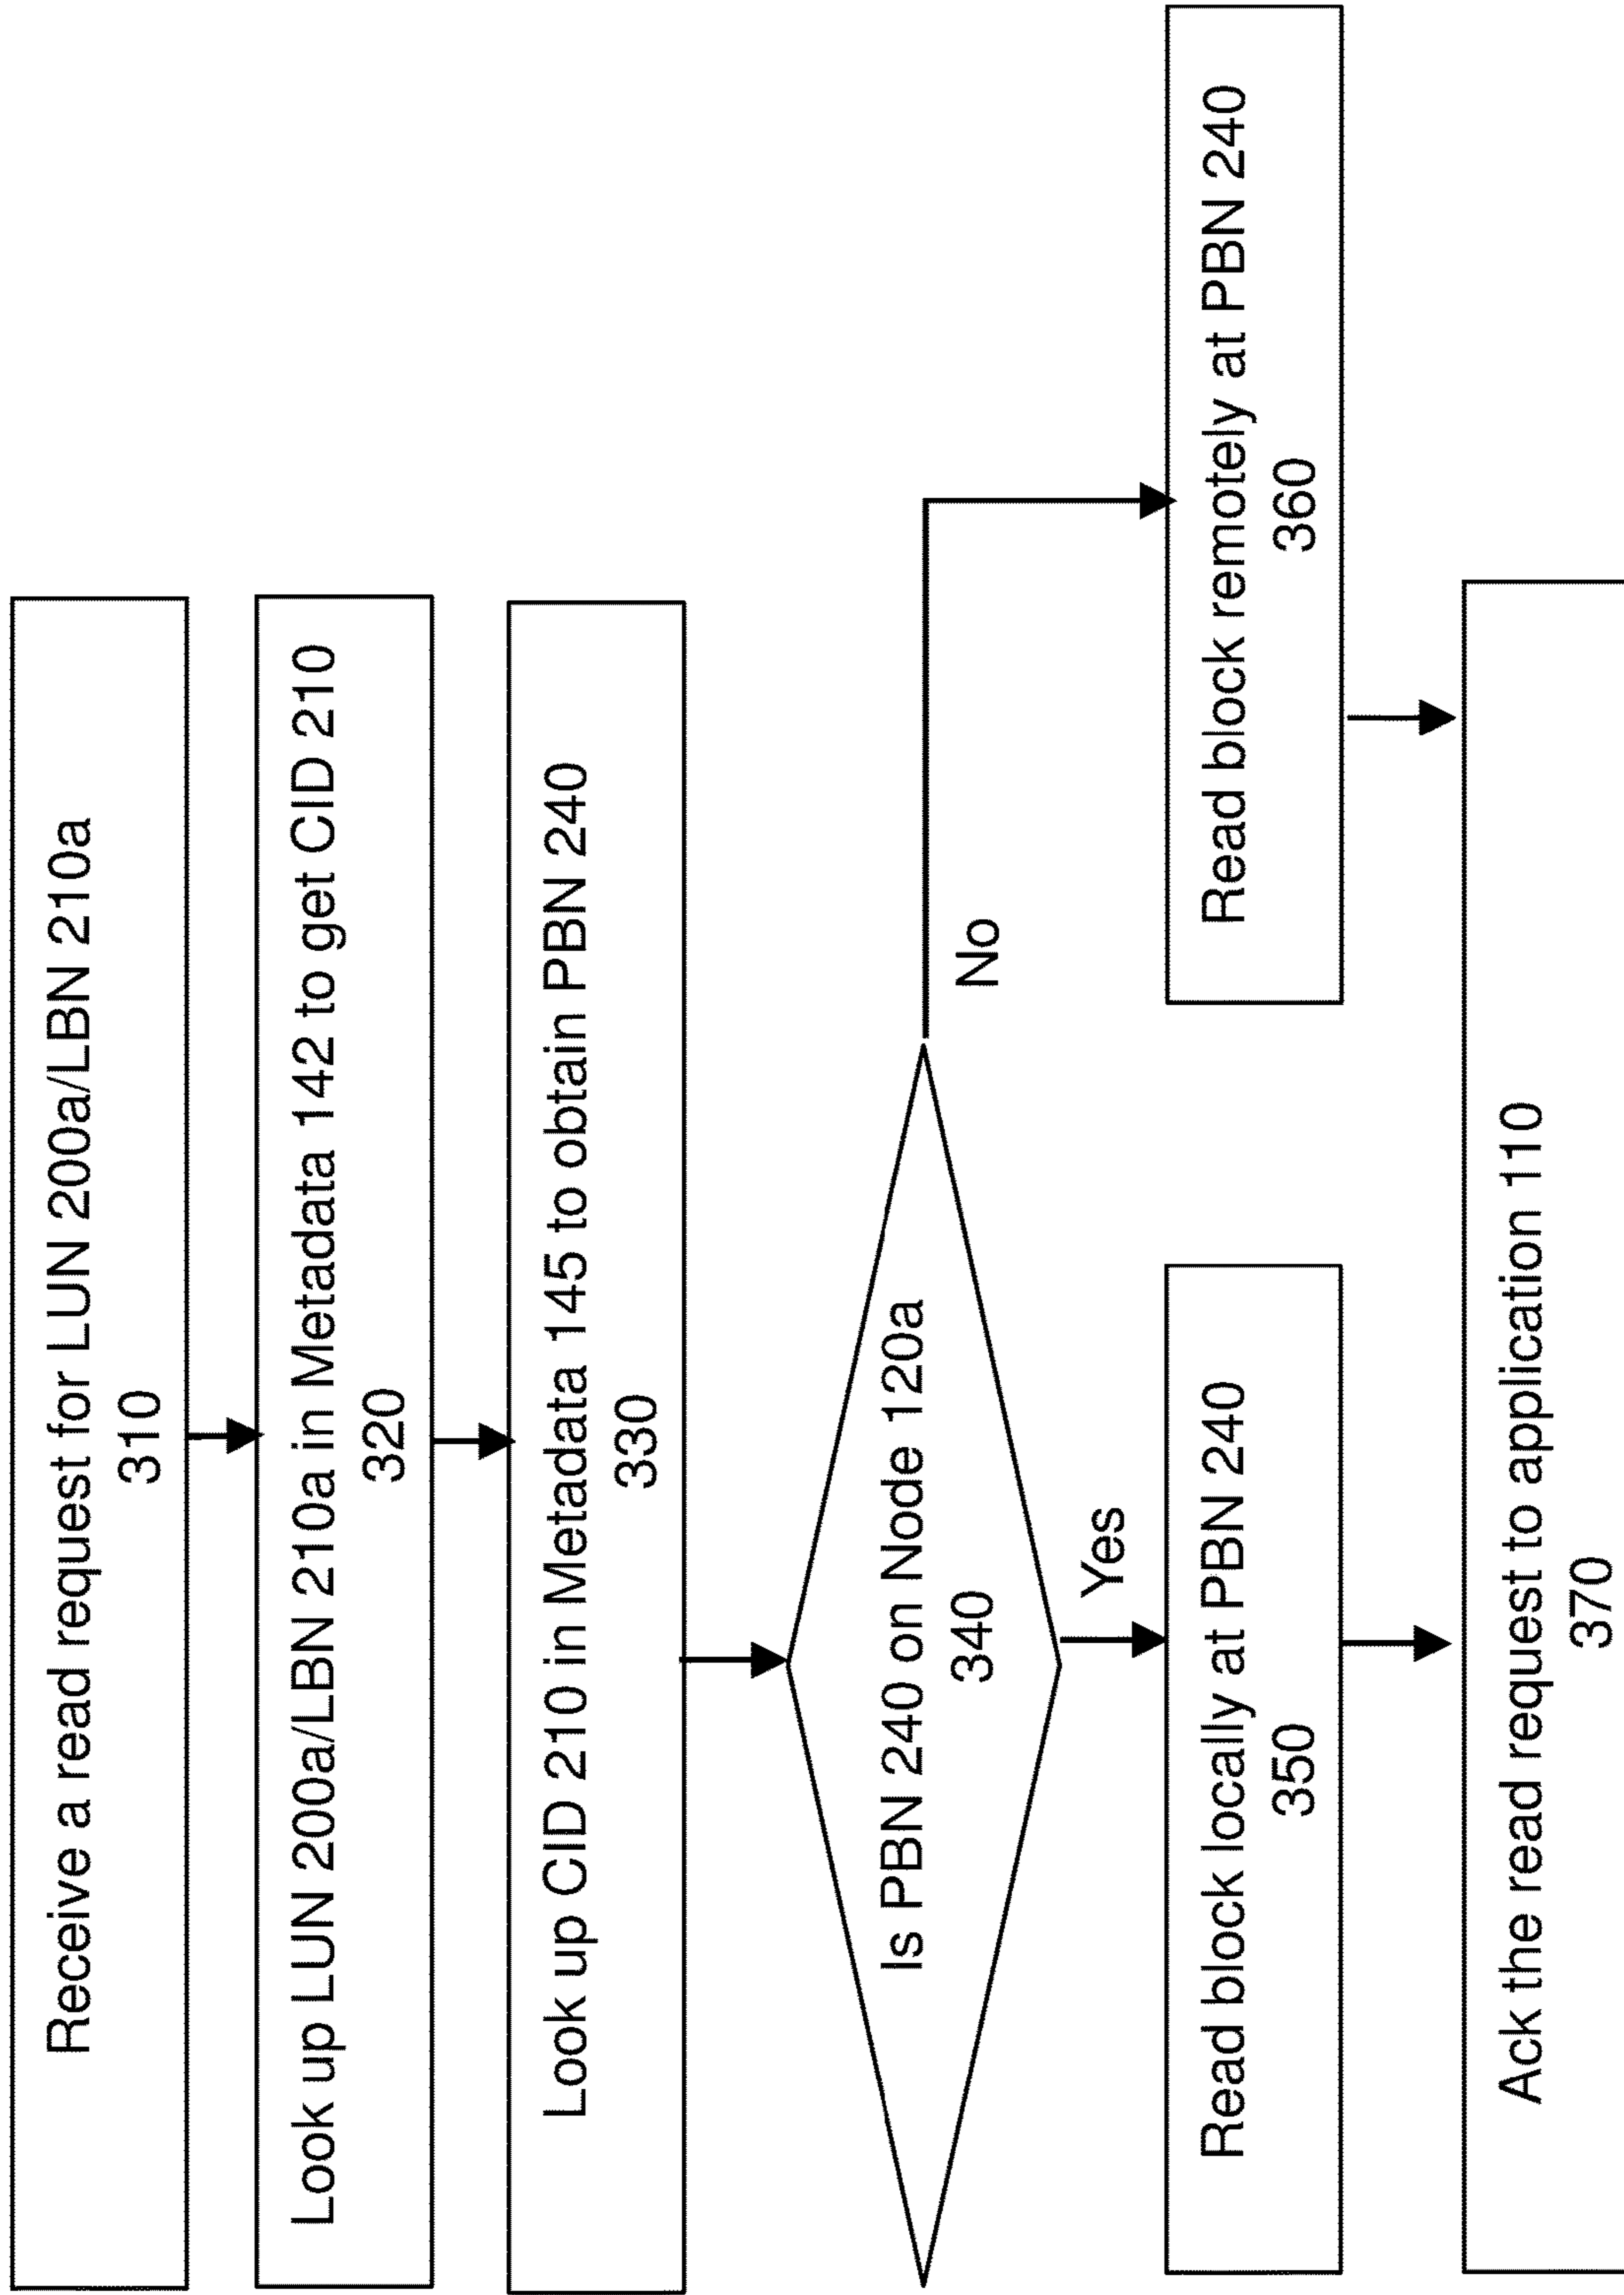 Receive a read request for LUN 200a/LBN 210a
310
Look up LUN 200a/LBN 210a in Metadata 142 to get CID 210
320
Look up CID 210 in Metadata 145 to obtain PBN 240
330
Is PBN 240 on Node 120a
340
Yes
No
Read block locally at PBN 240
350
Read block remotely at PBN 240
360
Ack the read request to application 110
370